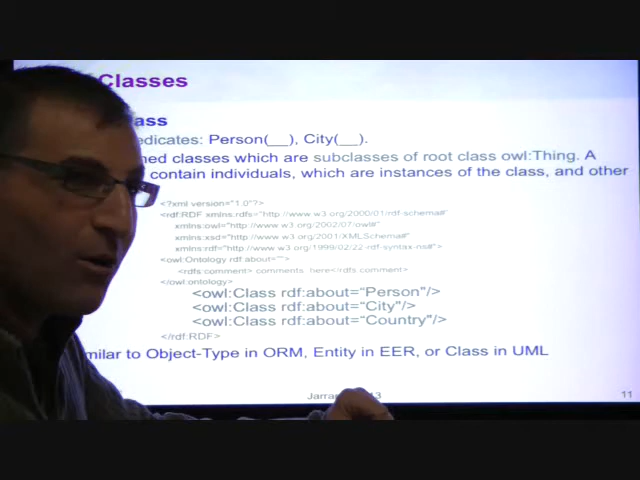 Classes
ass
edicates: Person(__), City(__).
ned classes which are subclasses of root class owl:Thing. A
contain individuals, which are instances of the class, and other
<?xml version="1.0"?>
<rdf:RDF xmlns:rdfs="http://www w3 org/2000/01/rdf-schema#
xmlns:owl="http://www w3 org/2002/07/owl#"
xmlns:xsd="http://www w3 org/2001/XMLSchema#"
xmlns:rdf="http://www w3 org/1999/02/22-rdf-syntax-ns#">
<owl:Ontology rdf about="">
<rdfs:comment> comments here</rdfs.comment>
</owl.ontology>
<owl:Class rdf:about="Person"/>
<owl:Class rdf:about="City"/>
<owl:Class rdf:about="Country"/>
</rdf:RDF>
milar to Object-Type in ORM, Entity in EER, or Class in UML
Jarra 13
11